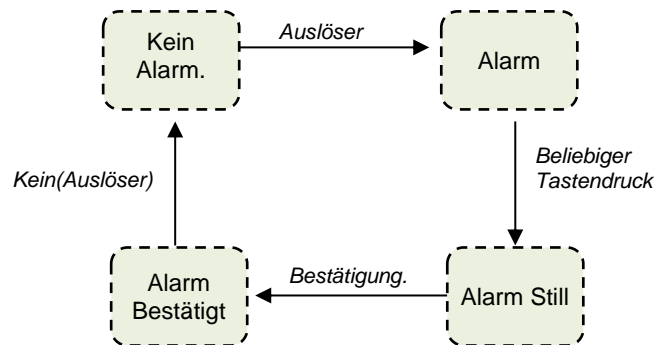 Kein
Alarm.
Auslöser
Alarm
Beliebiger
Tastendruck
Kein(Auslöser)
Alarm
Bestätigt
Bestätigung.
Alarm Still